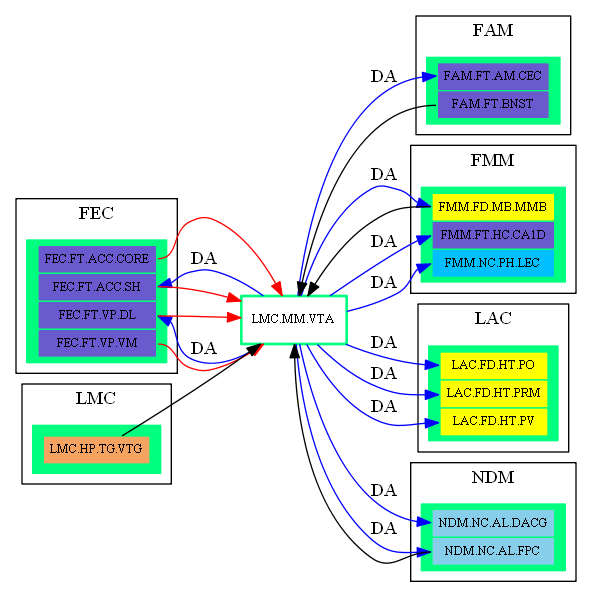 FAM
DA
FAM.FT.AM.CEC
FAM.FT.BNST
FMM
DA
FMM.FD.MB.MMB
DA
FMM.FT.HC.CA1D
DA
FMM.NC.PH.LEC
FEC
FEC.FT.ACC.CORE
DA
FEC.FT.ACC.SH
FEC.FT.VP.DL
DA
FEC.FT.VP.VM
LMC.MM.VTA
LMC
LMC.HP.TG.VTG
LAC
DA
LAC.FD.HT.PO
DA
LAC.FD.HT.PRM
DA
LAC.FD.HT.PV
NDM
DA
NDM.NC.AL.DACG
DA
NDM.NC.AL.FPC